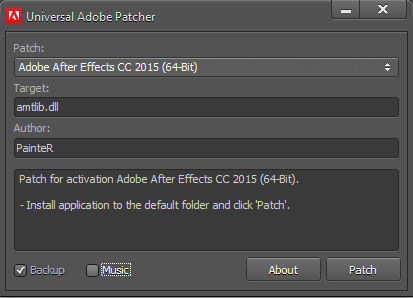 Universal Adobe Patcher
Patch:
Adobe After Effects CC 2015 (64-Bit)
Target:
amtlib.dll
Author:
PainteR
Patch for activation Adobe After Effects CC 2015 (64-Bit).
- Install application to the default folder and click 'Patch'.
Backup Music About Patch